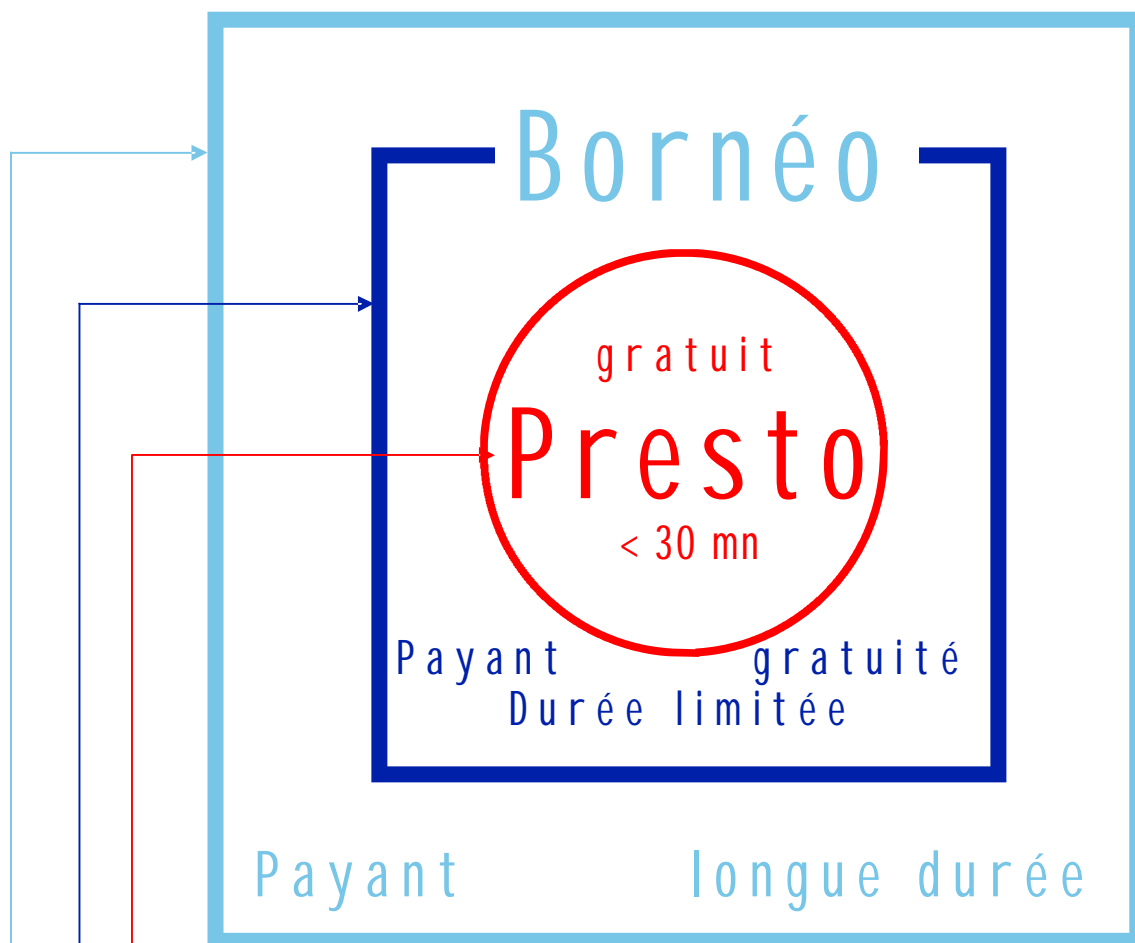 Bornéo
gratuit
Presto
< 30 mn
Payant gratuité
Durée limitée
Payant longue durée